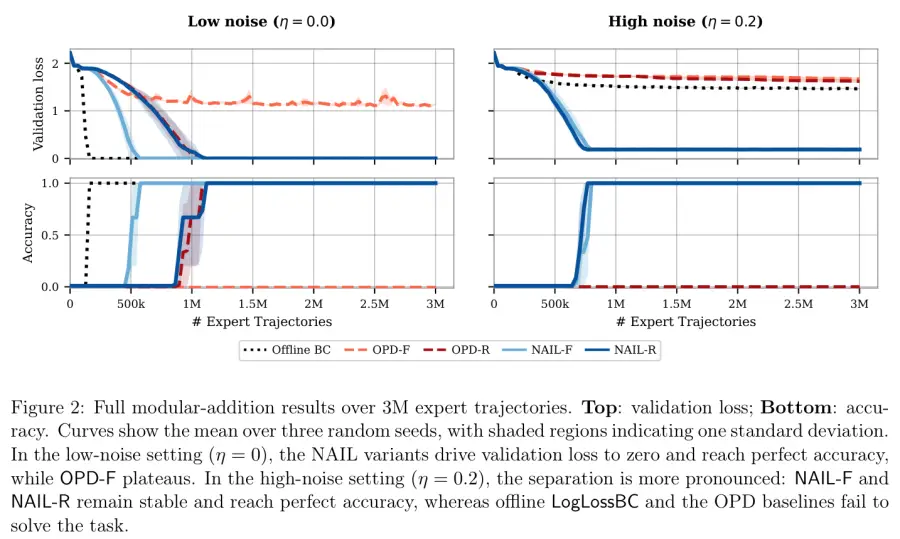 Low noise (η = 0.0)
High noise (η = 0.2)
Validation loss
2
1
0
Accuracy
1.0
0.5
0.0
0
500k
1M
1.5M
2M
2.5M
3M
0
500k
1M
1.5M
2M
2.5M
3M
# Expert Trajectories
# Expert Trajectories
Offline BC OPD-F OPD-R NAIL-F NAIL-R
Figure 2: Full modular-addition results over 3M expert trajectories. Top: validation loss; Bottom: accu-
racy. Curves show the mean over three random seeds, with shaded regions indicating one standard deviation.
In the low-noise setting (η = 0), the NAIL variants drive validation loss to zero and reach perfect accuracy,
while OPD-F plateaus. In the high-noise setting (η = 0.2), the separation is more pronounced: NAIL-F and
NAIL-R remain stable and reach perfect accuracy, whereas offline LogLossBC and the OPD baselines fail to
solve the task.